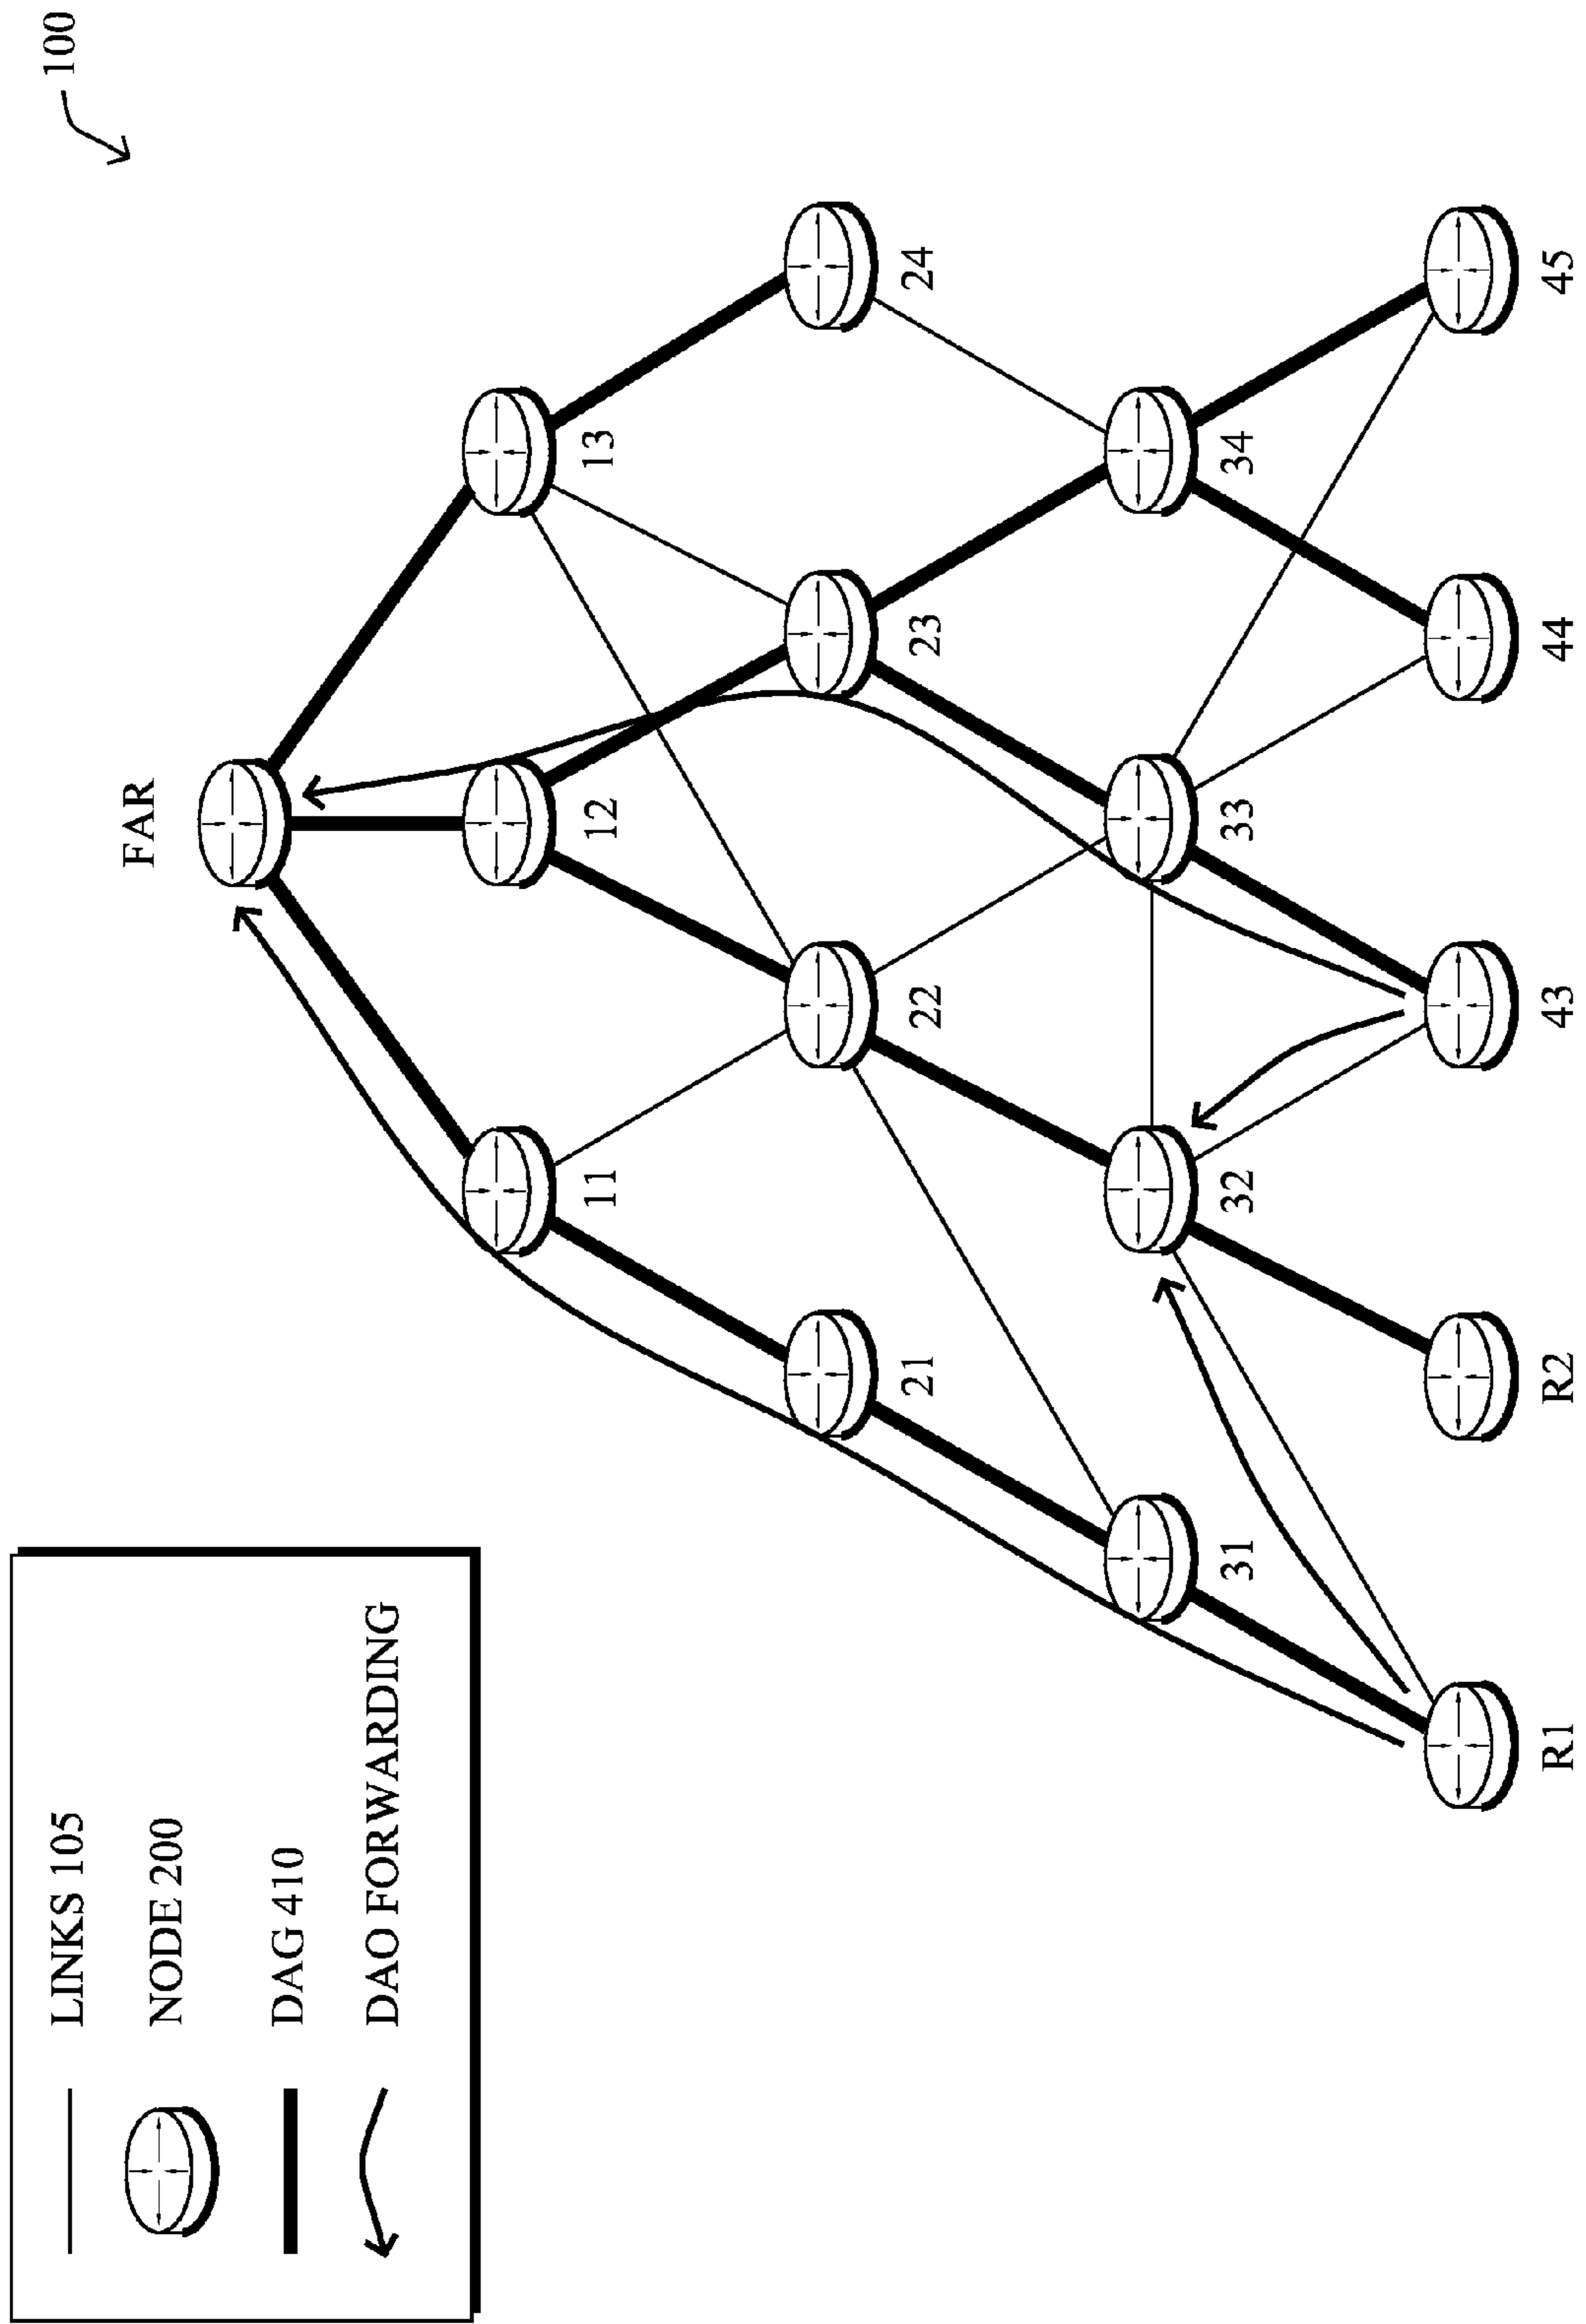 100
LINKS 105
NODE 200
DAG 410
DAO FORWARDING
FAR
11
12
13
21
22
23
24
31
32
33
34
R1
R2
43
44
45